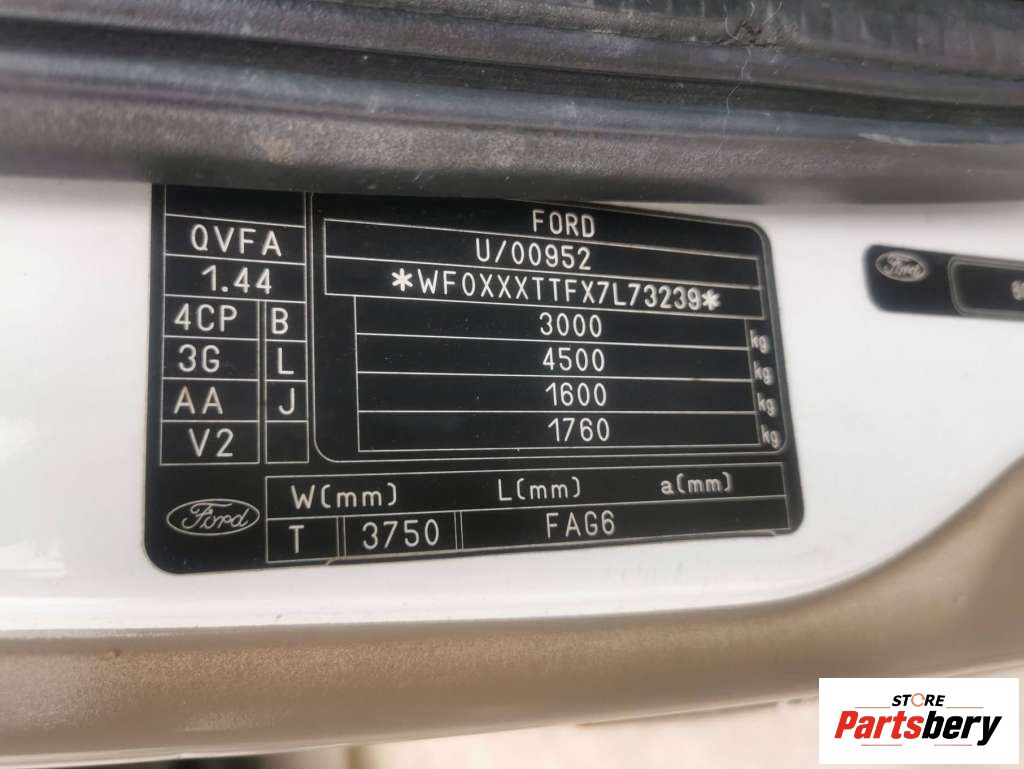 FORD
U/00952
*WF0XXXTTFX7L73239*
3000 kg
4500 kg
1600 kg
1760 kg
QVFA
1.44
4CP B
3G L
AA J
V2
Ford
W(mm) L(mm) a(mm)
T 3750 FAG6
Ford
STORE
Partsbery